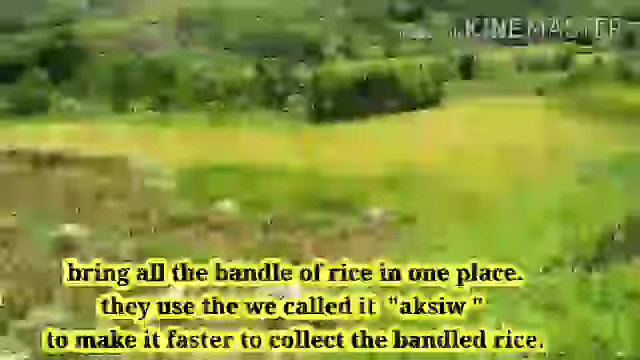 KINEMASTER
bring all the bandle of rice in one place.
they use the we called it "aksiw "
to make it faster to collect the bandled rice.